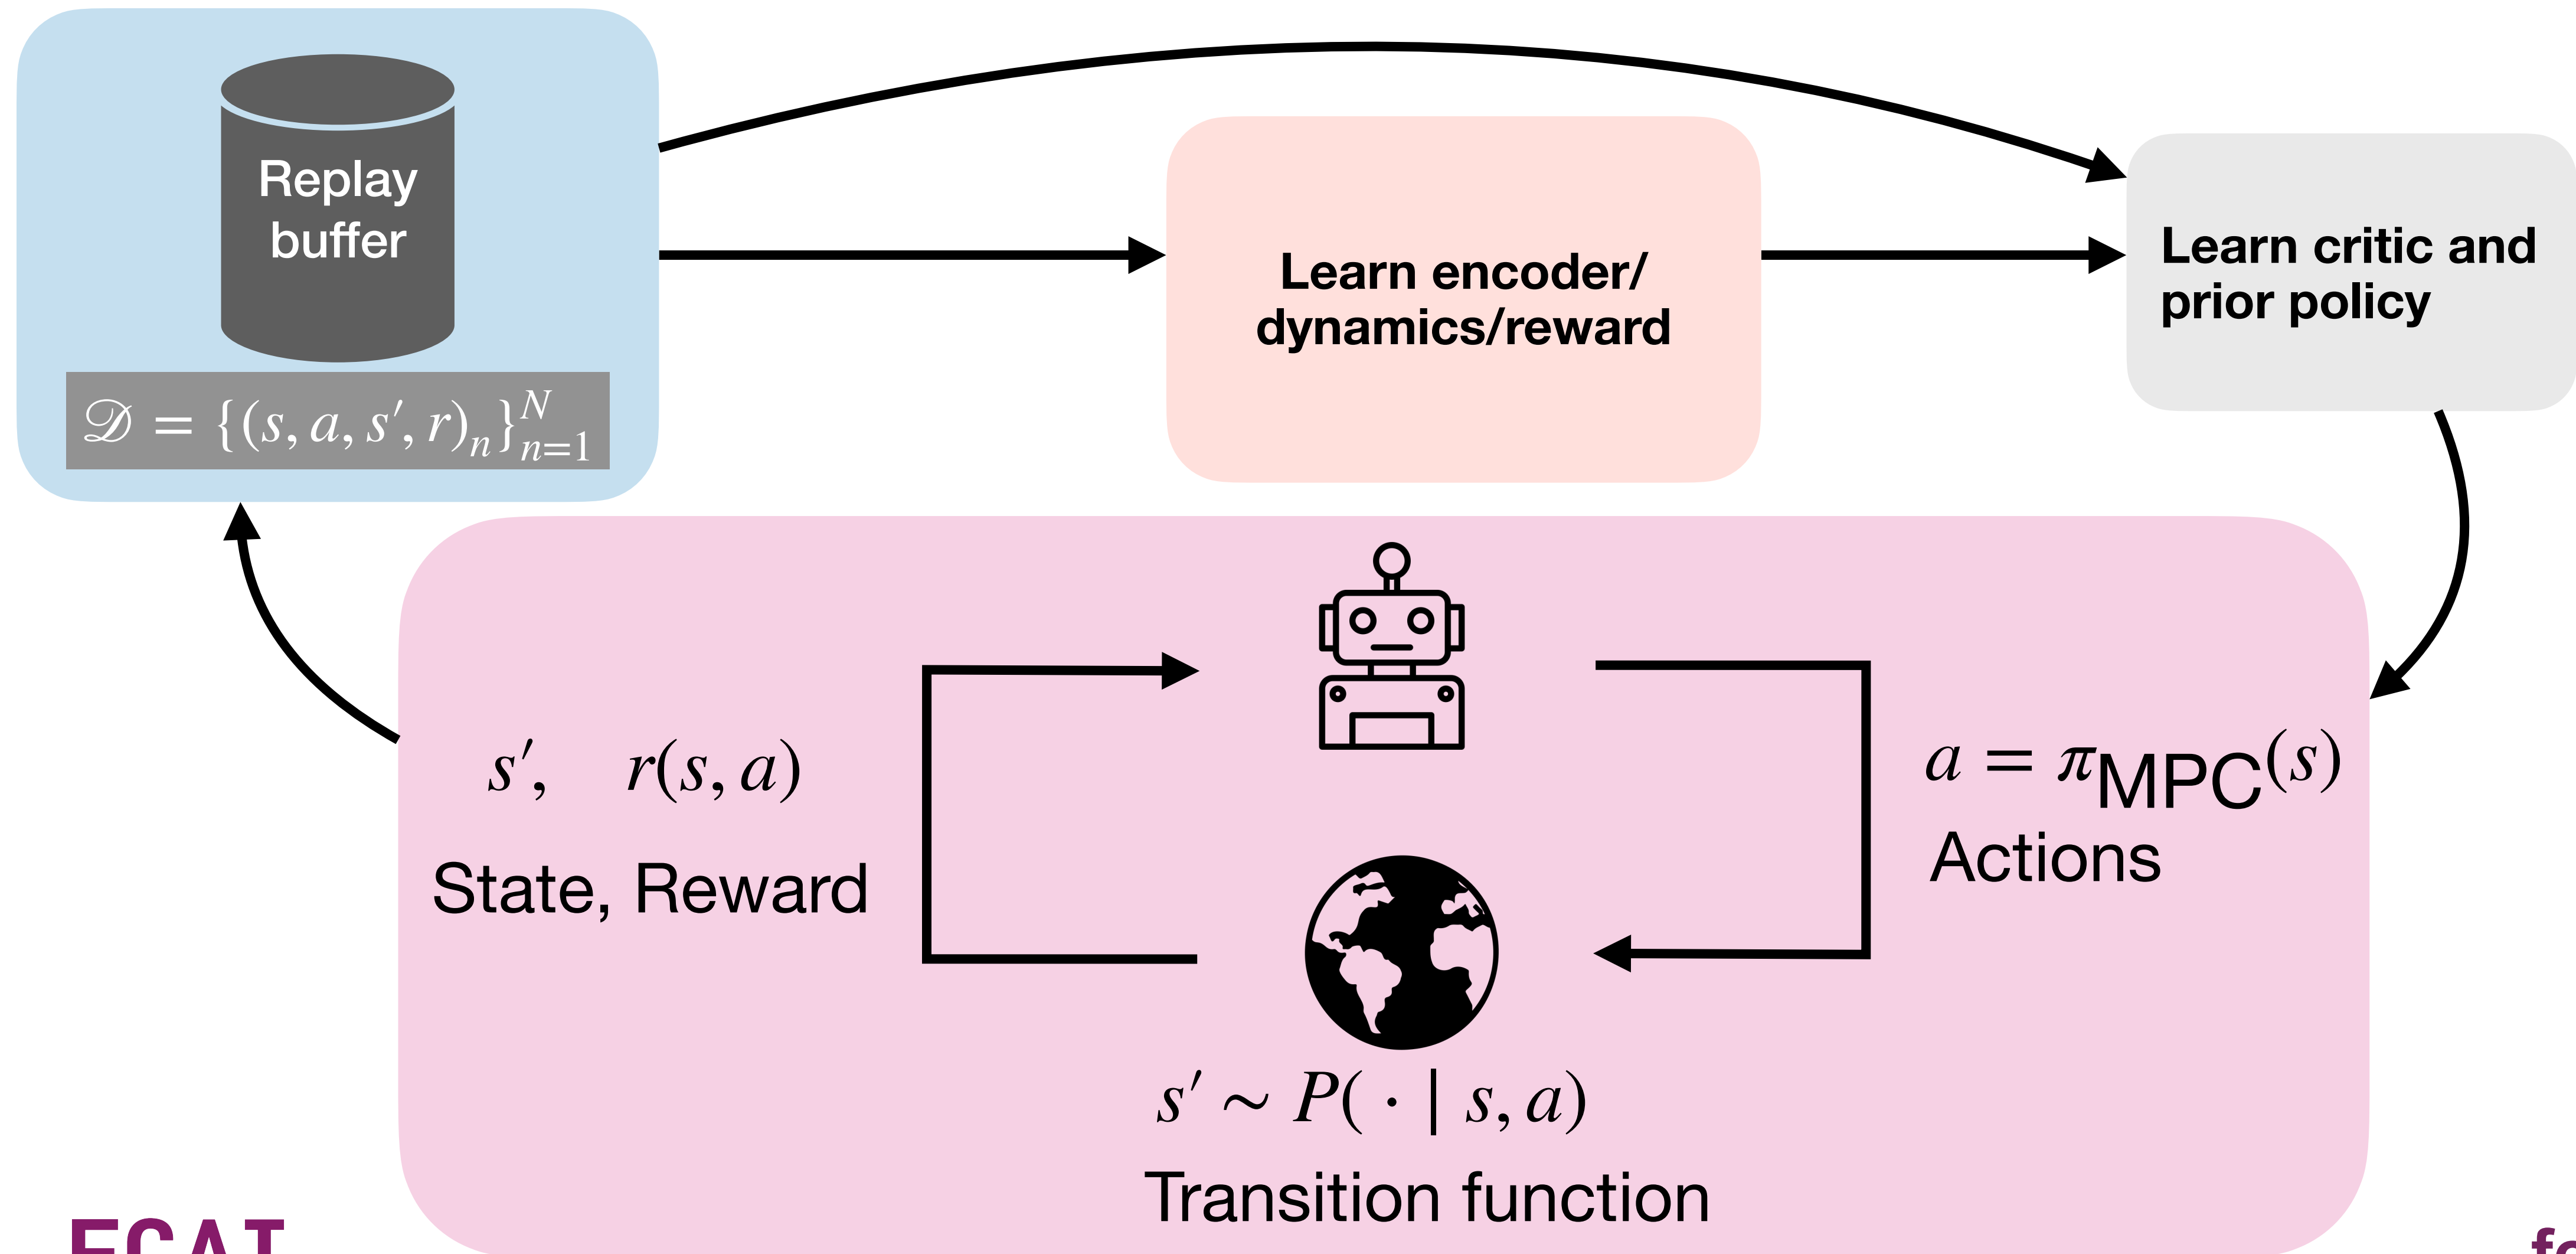 Replay
buffer
𝒟 = {(s, a, s′, r)ₙ}ᴺₙ₌₁
Learn encoder/
dynamics/reward
Learn critic and
prior policy
s′, r(s, a)
State, Reward
a = π_MPC(s)
Actions
s′ ∼ P( · | s, a)
Transition function